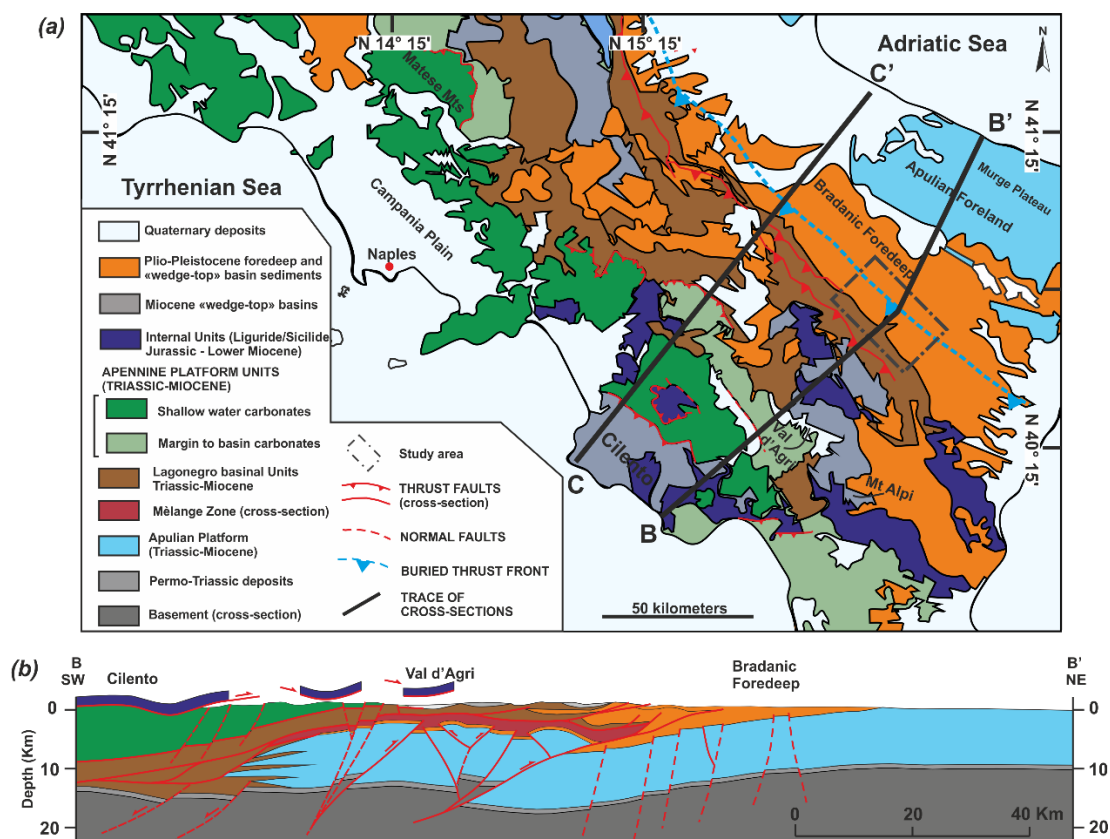 (a)
N 14° 15'
N 15° 15'
Adriatic Sea
N
C'
B'
N 41° 15'
N 41° 15'
Matese Mts
Murge Plateau
Apulian Foreland
Tyrrhenian Sea
Campania Plain
Bradanic Foredeep
Naples
Quaternary deposits
Plio-Pleistocene foredeep and
«wedge-top» basin sediments
Miocene «wedge-top» basins
Internal Units (Liguride/Sicilide
Jurassic - Lower Miocene)
APENNINE PLATFORM UNITS
(TRIASSIC-MIOCENE)
Shallow water carbonates
Margin to basin carbonates
Lagonegro basinal Units
Triassic-Miocene
Mèlange Zone (cross-section)
Apulian Platform
(Triassic-Miocene)
Permo-Triassic deposits
Basement (cross-section)
Study area
THRUST FAULTS
(cross-section)
NORMAL FAULTS
BURIED THRUST FRONT
TRACE OF
CROSS-SECTIONS
Cilento
Val
d'Agri
Mt Alpi
N 40° 15'
C
B
50 kilometers
(b)
B
SW
Cilento
Val d'Agri
Bradanic
Foredeep
B'
NE
Depth (Km)
0
10
20
0
10
20
0
20
40 Km